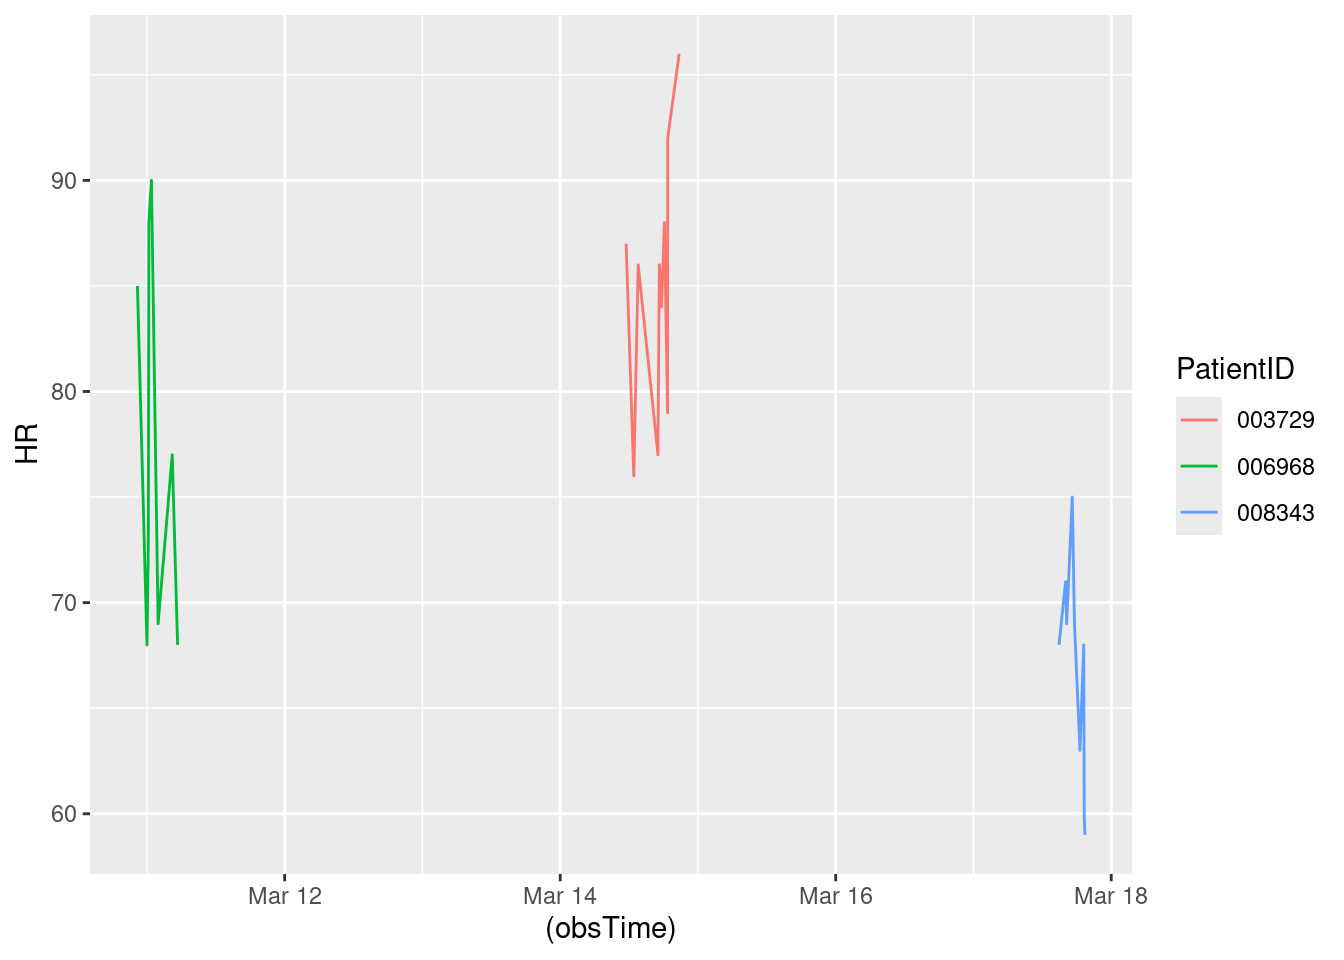 HR
90
80
70
60
Mar 12
Mar 14
Mar 16
Mar 18
(obsTime)
PatientID
003729
006968
008343